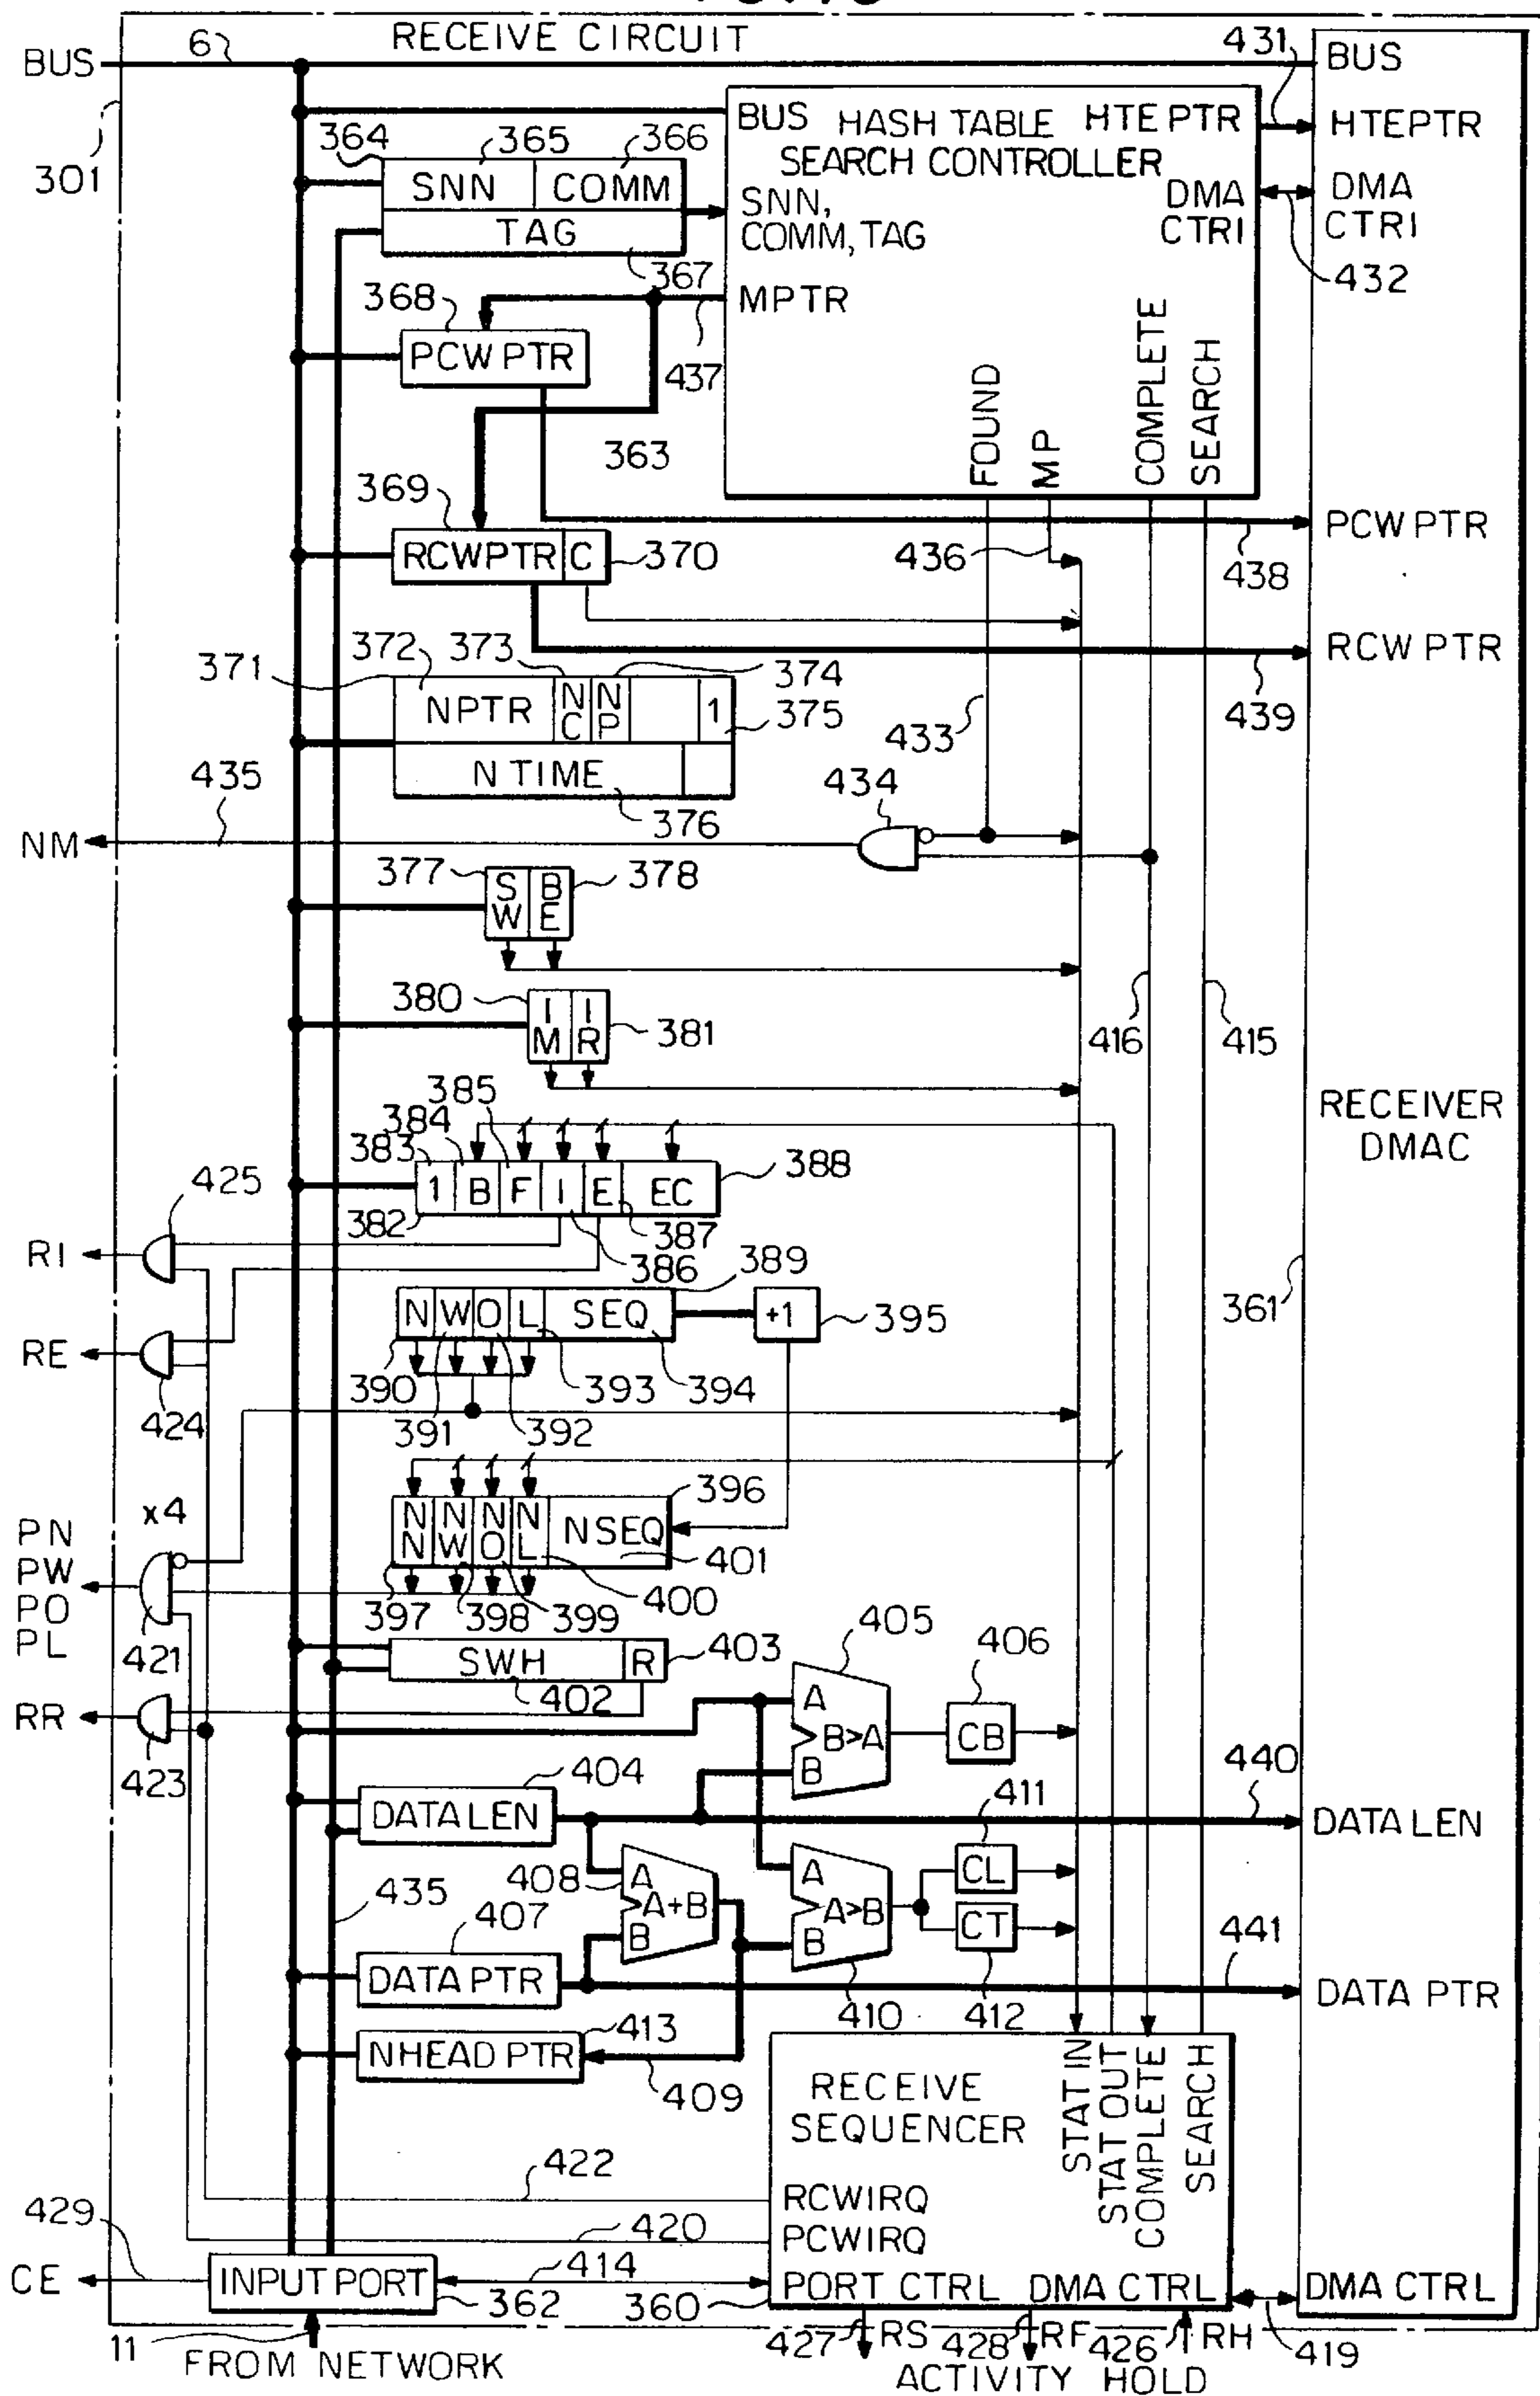 RECEIVE CIRCUIT
BUS
6
431
BUS
301
BUS HASH TABLE HTE PTR
SEARCH CONTROLLER
HTEPTR
364 365 366
SNN COMM
TAG
367
SNN,
COMM, TAG
DMA
CTRl
DMA
CTRl
432
368
MPTR
PCW PTR
437
363
FOUND
MP
COMPLETE
SEARCH
369
RCWPTR C
370
436
PCW PTR
438
RCW PTR
439
371 372 373 374
NPTR
N
C
N
P
1
375
N TIME
376
433
435
434
NM
377
S
W
B
E
378
380
I
M
I
R
381
416
415
RECEIVER
DMAC
385
384
383
1 B F I E EC
388
382
387
386
425
RI
389
N W O L SEQ
+1
395
361
RE
390
391
392
393
394
424
x4
PN
PW
PO
PL
396
N
N
N
W
N
O
N
L
NSEQ
401
397 398 399 400
421
SWH R
403
402
RR
423
405
A
B>A
B
406
CB
404
DATA LEN
440
DATA LEN
411
CL
408
A
A+B
B
A
A>B
B
CT
412
410
435
407
DATA PTR
441
DATA PTR
413
NHEAD PTR
409
RECEIVE
SEQUENCER
STAT IN
STAT OUT
COMPLETE
SEARCH
422
RCWIRQ
420
PCWIRQ
429
CE
INPUT PORT
362
414
360
PORT CTRL DMA CTRL
DMA CTRL
11
FROM NETWORK
427 RS 428 RF 426 RH
419
ACTIVITY HOLD